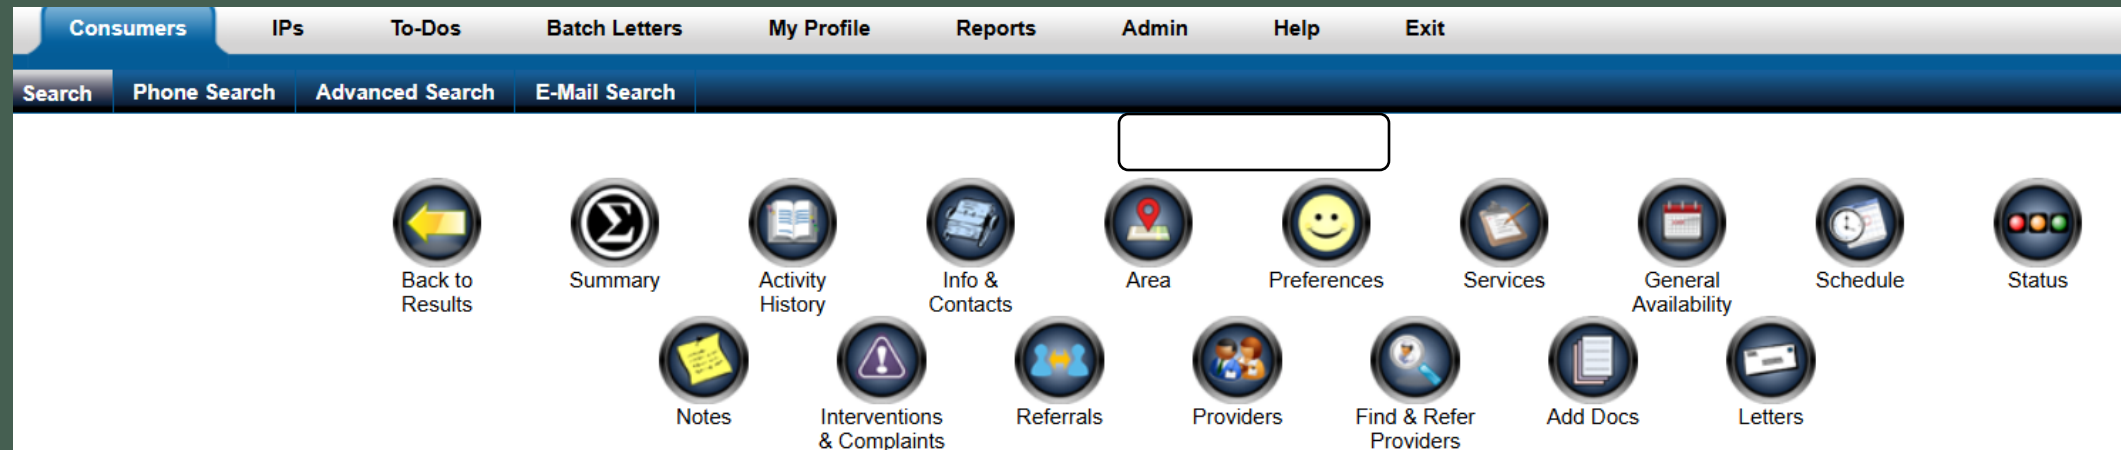 Consumers IPs To-Dos Batch Letters My Profile Reports Admin Help Exit
Search Phone Search Advanced Search E-Mail Search
Back to Results
Summary
Activity History
Info & Contacts
Area
Preferences
Services
General Availability
Schedule
Status
Notes
Interventions & Complaints
Referrals
Providers
Find & Refer Providers
Add Docs
Letters